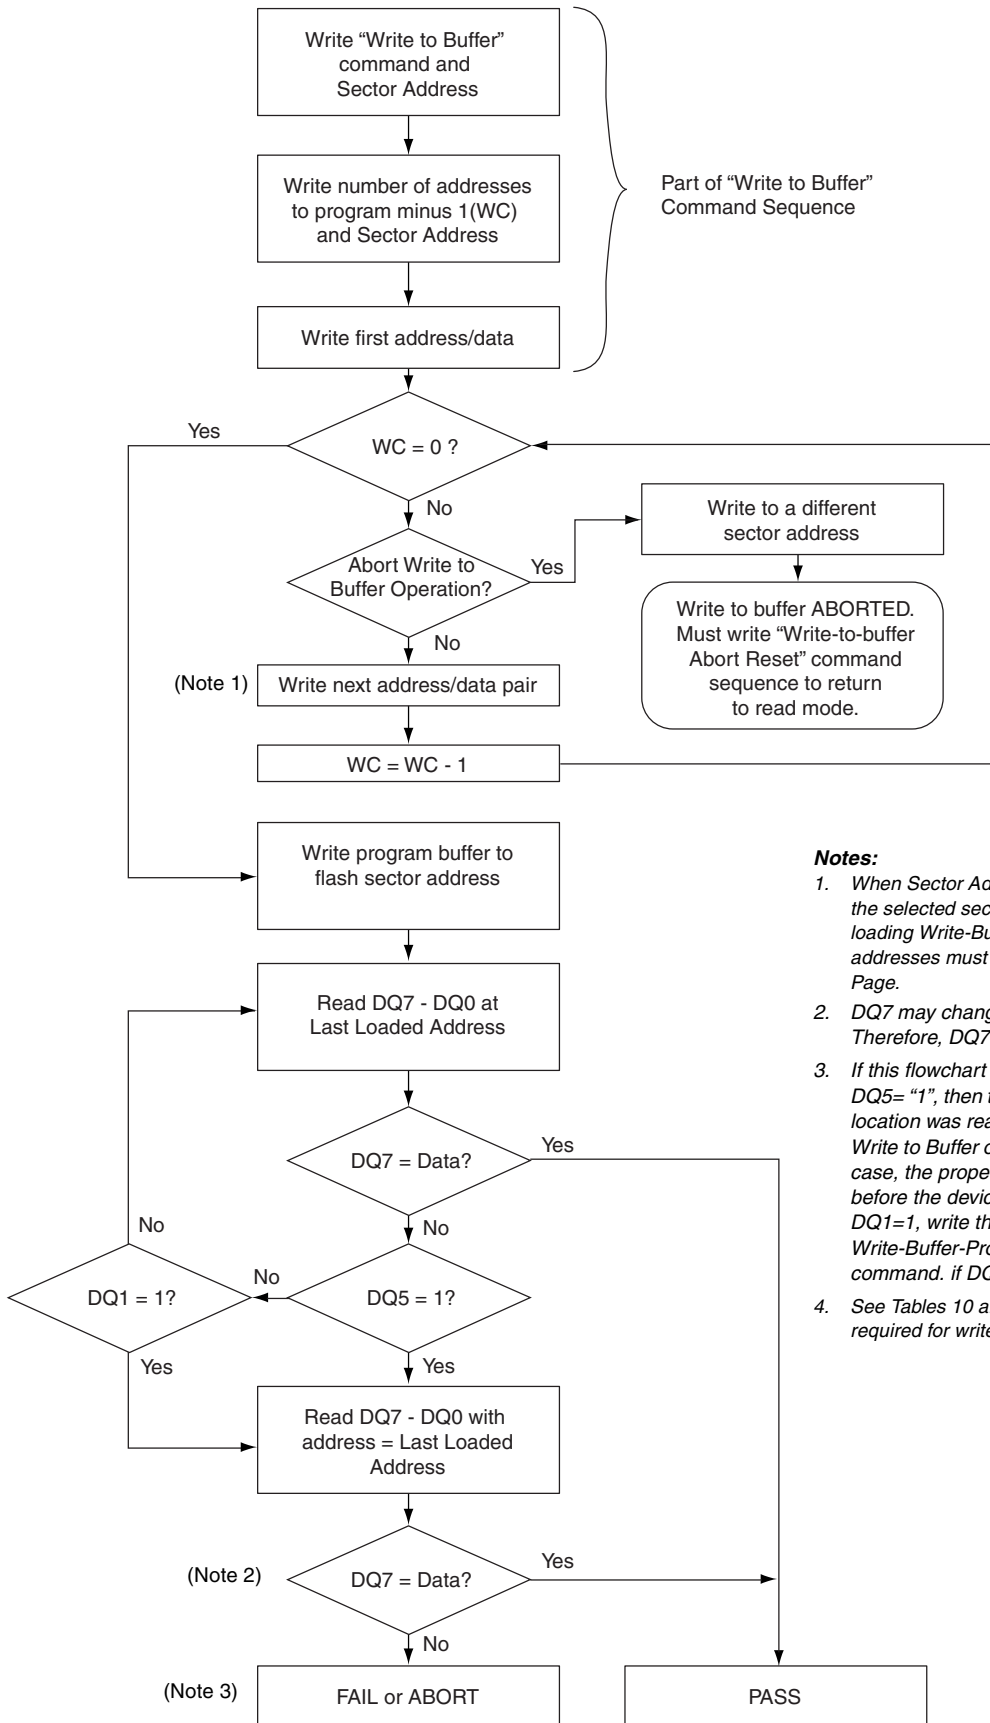 Write “Write to Buffer”
command and
Sector Address
Write number of addresses
to program minus 1(WC)
and Sector Address
Part of “Write to Buffer”
Command Sequence
Write first address/data
Yes
WC = 0 ?
No
Write to a different
sector address
Abort Write to
Buffer Operation?
Yes
Write to buffer ABORTED.
Must write “Write-to-buffer
Abort Reset” command
sequence to return
to read mode.
No
(Note 1)
Write next address/data pair
WC = WC - 1
Write program buffer to
flash sector address
Notes:
1. When Sector Ad
the selected sec
loading Write-Bu
addresses must
Page.
2. DQ7 may chang
Therefore, DQ7
3. If this flowchart
DQ5= “1”, then t
location was rea
Write to Buffer o
case, the prope
before the devic
DQ1=1, write th
Write-Buffer-Pro
command. if DQ
4. See Tables 10 a
required for write
Read DQ7 - DQ0 at
Last Loaded Address
DQ7 = Data?
Yes
No
No
DQ1 = 1?
No
DQ5 = 1?
Yes
Yes
Read DQ7 - DQ0 with
address = Last Loaded
Address
(Note 2)
DQ7 = Data?
Yes
No
(Note 3)
FAIL or ABORT
PASS